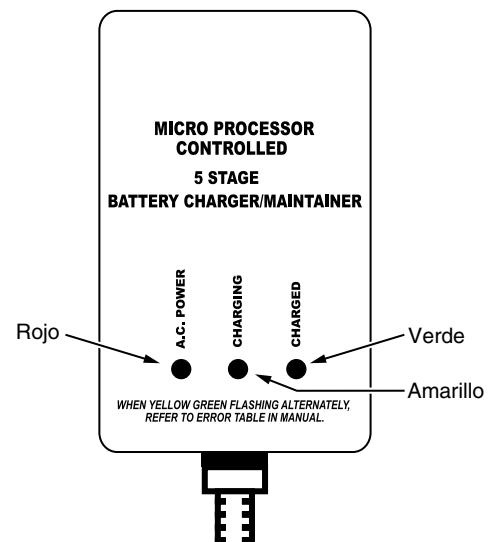 MICRO PROCESSOR
CONTROLLED
5 STAGE
BATTERY CHARGER/MAINTAINER
A.C. POWER
CHARGING
CHARGED
Rojo
Verde
Amarillo
WHEN YELLOW GREEN FLASHING ALTERNATELY,
REFER TO ERROR TABLE IN MANUAL.